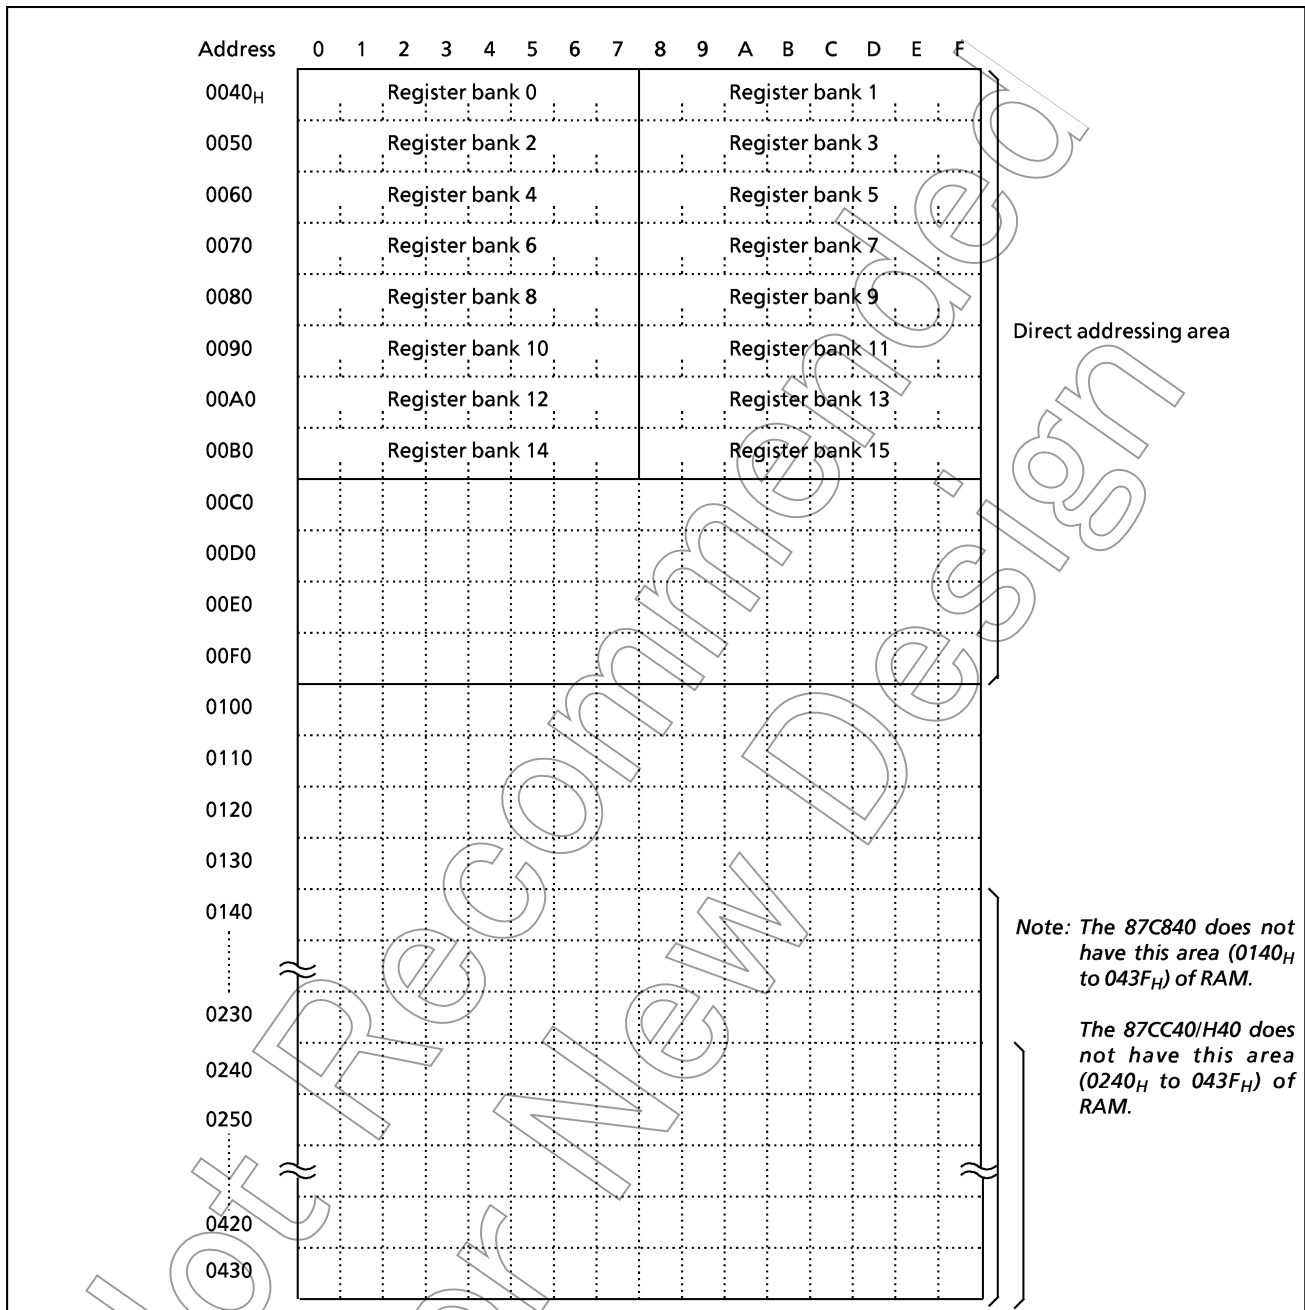 Address 0 1 2 3 4 5 6 7 8 9 A B C D E F
0040H Register bank 0 Register bank 1
0050 Register bank 2 Register bank 3
0060 Register bank 4 Register bank 5
0070 Register bank 6 Register bank 7
0080 Register bank 8 Register bank 9
Direct addressing area
0090 Register bank 10 Register bank 11
00A0 Register bank 12 Register bank 13
00B0 Register bank 14 Register bank 15
00C0
00D0
00E0
00F0
0100
0110
0120
0130
0140
Note: The 87C840 does not
have this area (0140H
to 043FH) of RAM.
0230
The 87CC40/H40 does
not have this area
(0240H to 043FH) of
RAM.
0240
0250
0420
0430
Not Recommended
for New Design